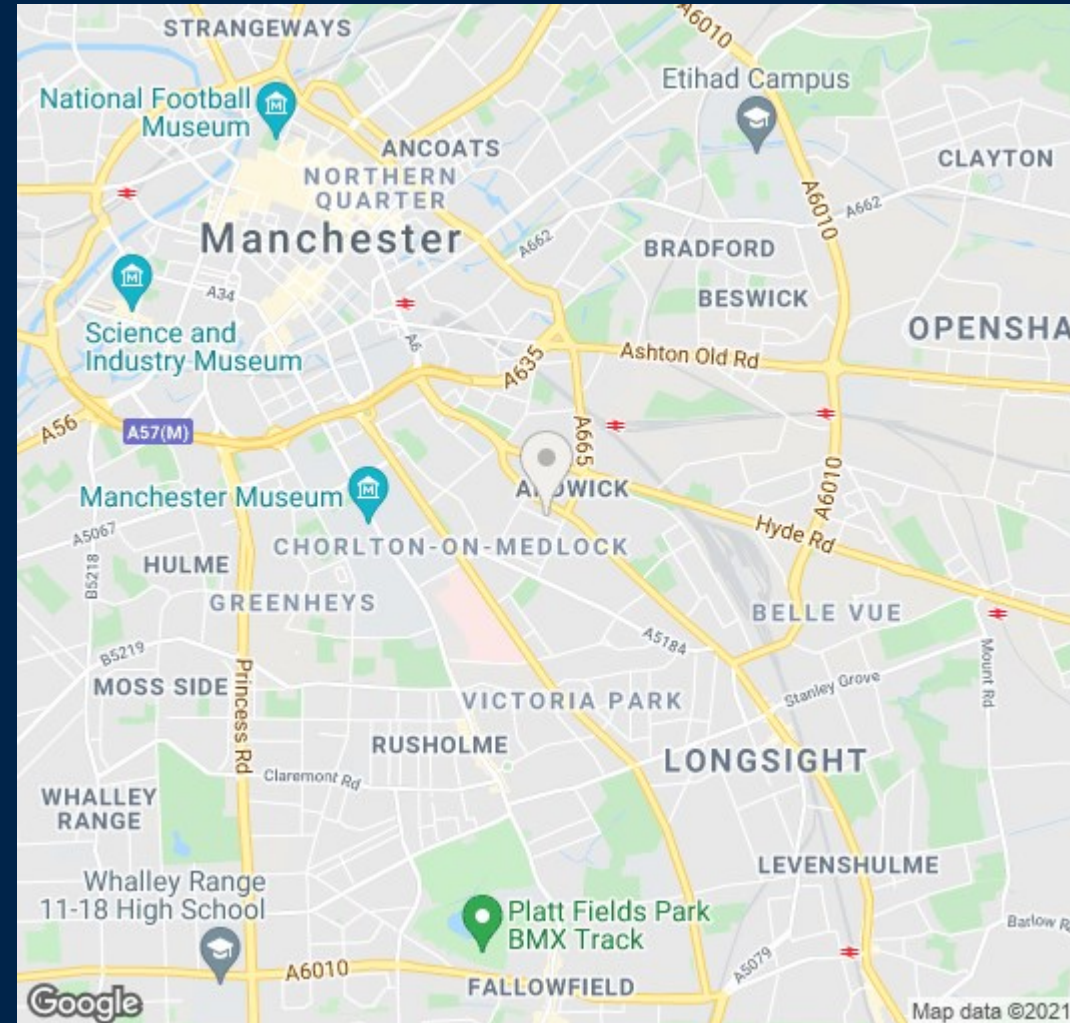 STRANGEWAYS
A6010
National Football
Museum
Etihad Campus
ANCOATS
NORTHERN
QUARTER
CLAYTON
A6010
A662
Manchester
A662
BRADFORD
BESWICK
A34
Science and
Industry Museum
A6
OPENSHA
A635
Ashton Old Rd
A56
A57(M)
A665
A6010
Manchester Museum
Hyde Rd
A5067
CHORLTON-ON-MEDLOCK
HULME
B5218
GREENHEYS
BELLE VUE
A5184
B5219
Mount Rd
MOSS SIDE
Princess Rd
VICTORIA PARK
Stanley Grove
RUSHOLME
LONGSIGHT
Claremont Rd
WHALLEY
RANGE
LEVENSHULME
Whalley Range
11-18 High School
Platt Fields Park
BMX Track
Barlow R
A5079
A6010
FALLOWFIELD
Google
Map data ©2021